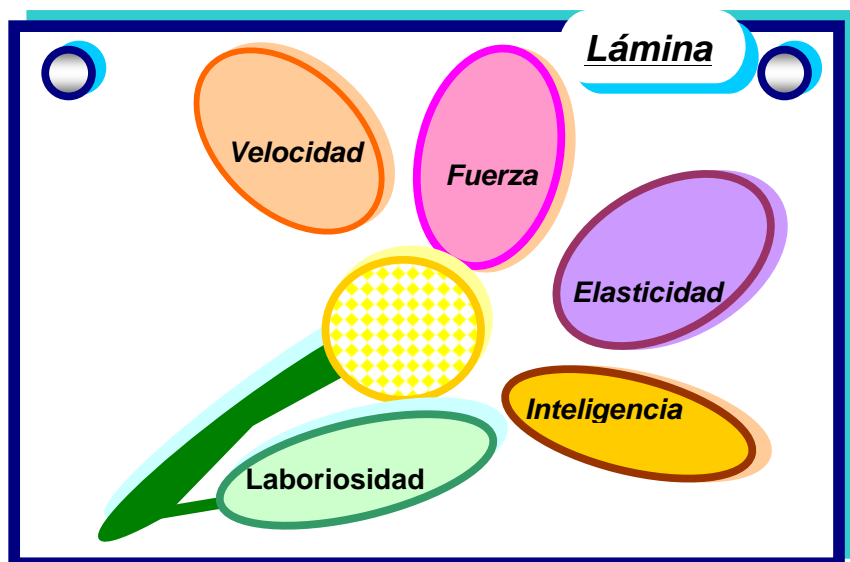 Lámina
Velocidad
Fuerza
Elasticidad
Inteligencia
Laboriosidad